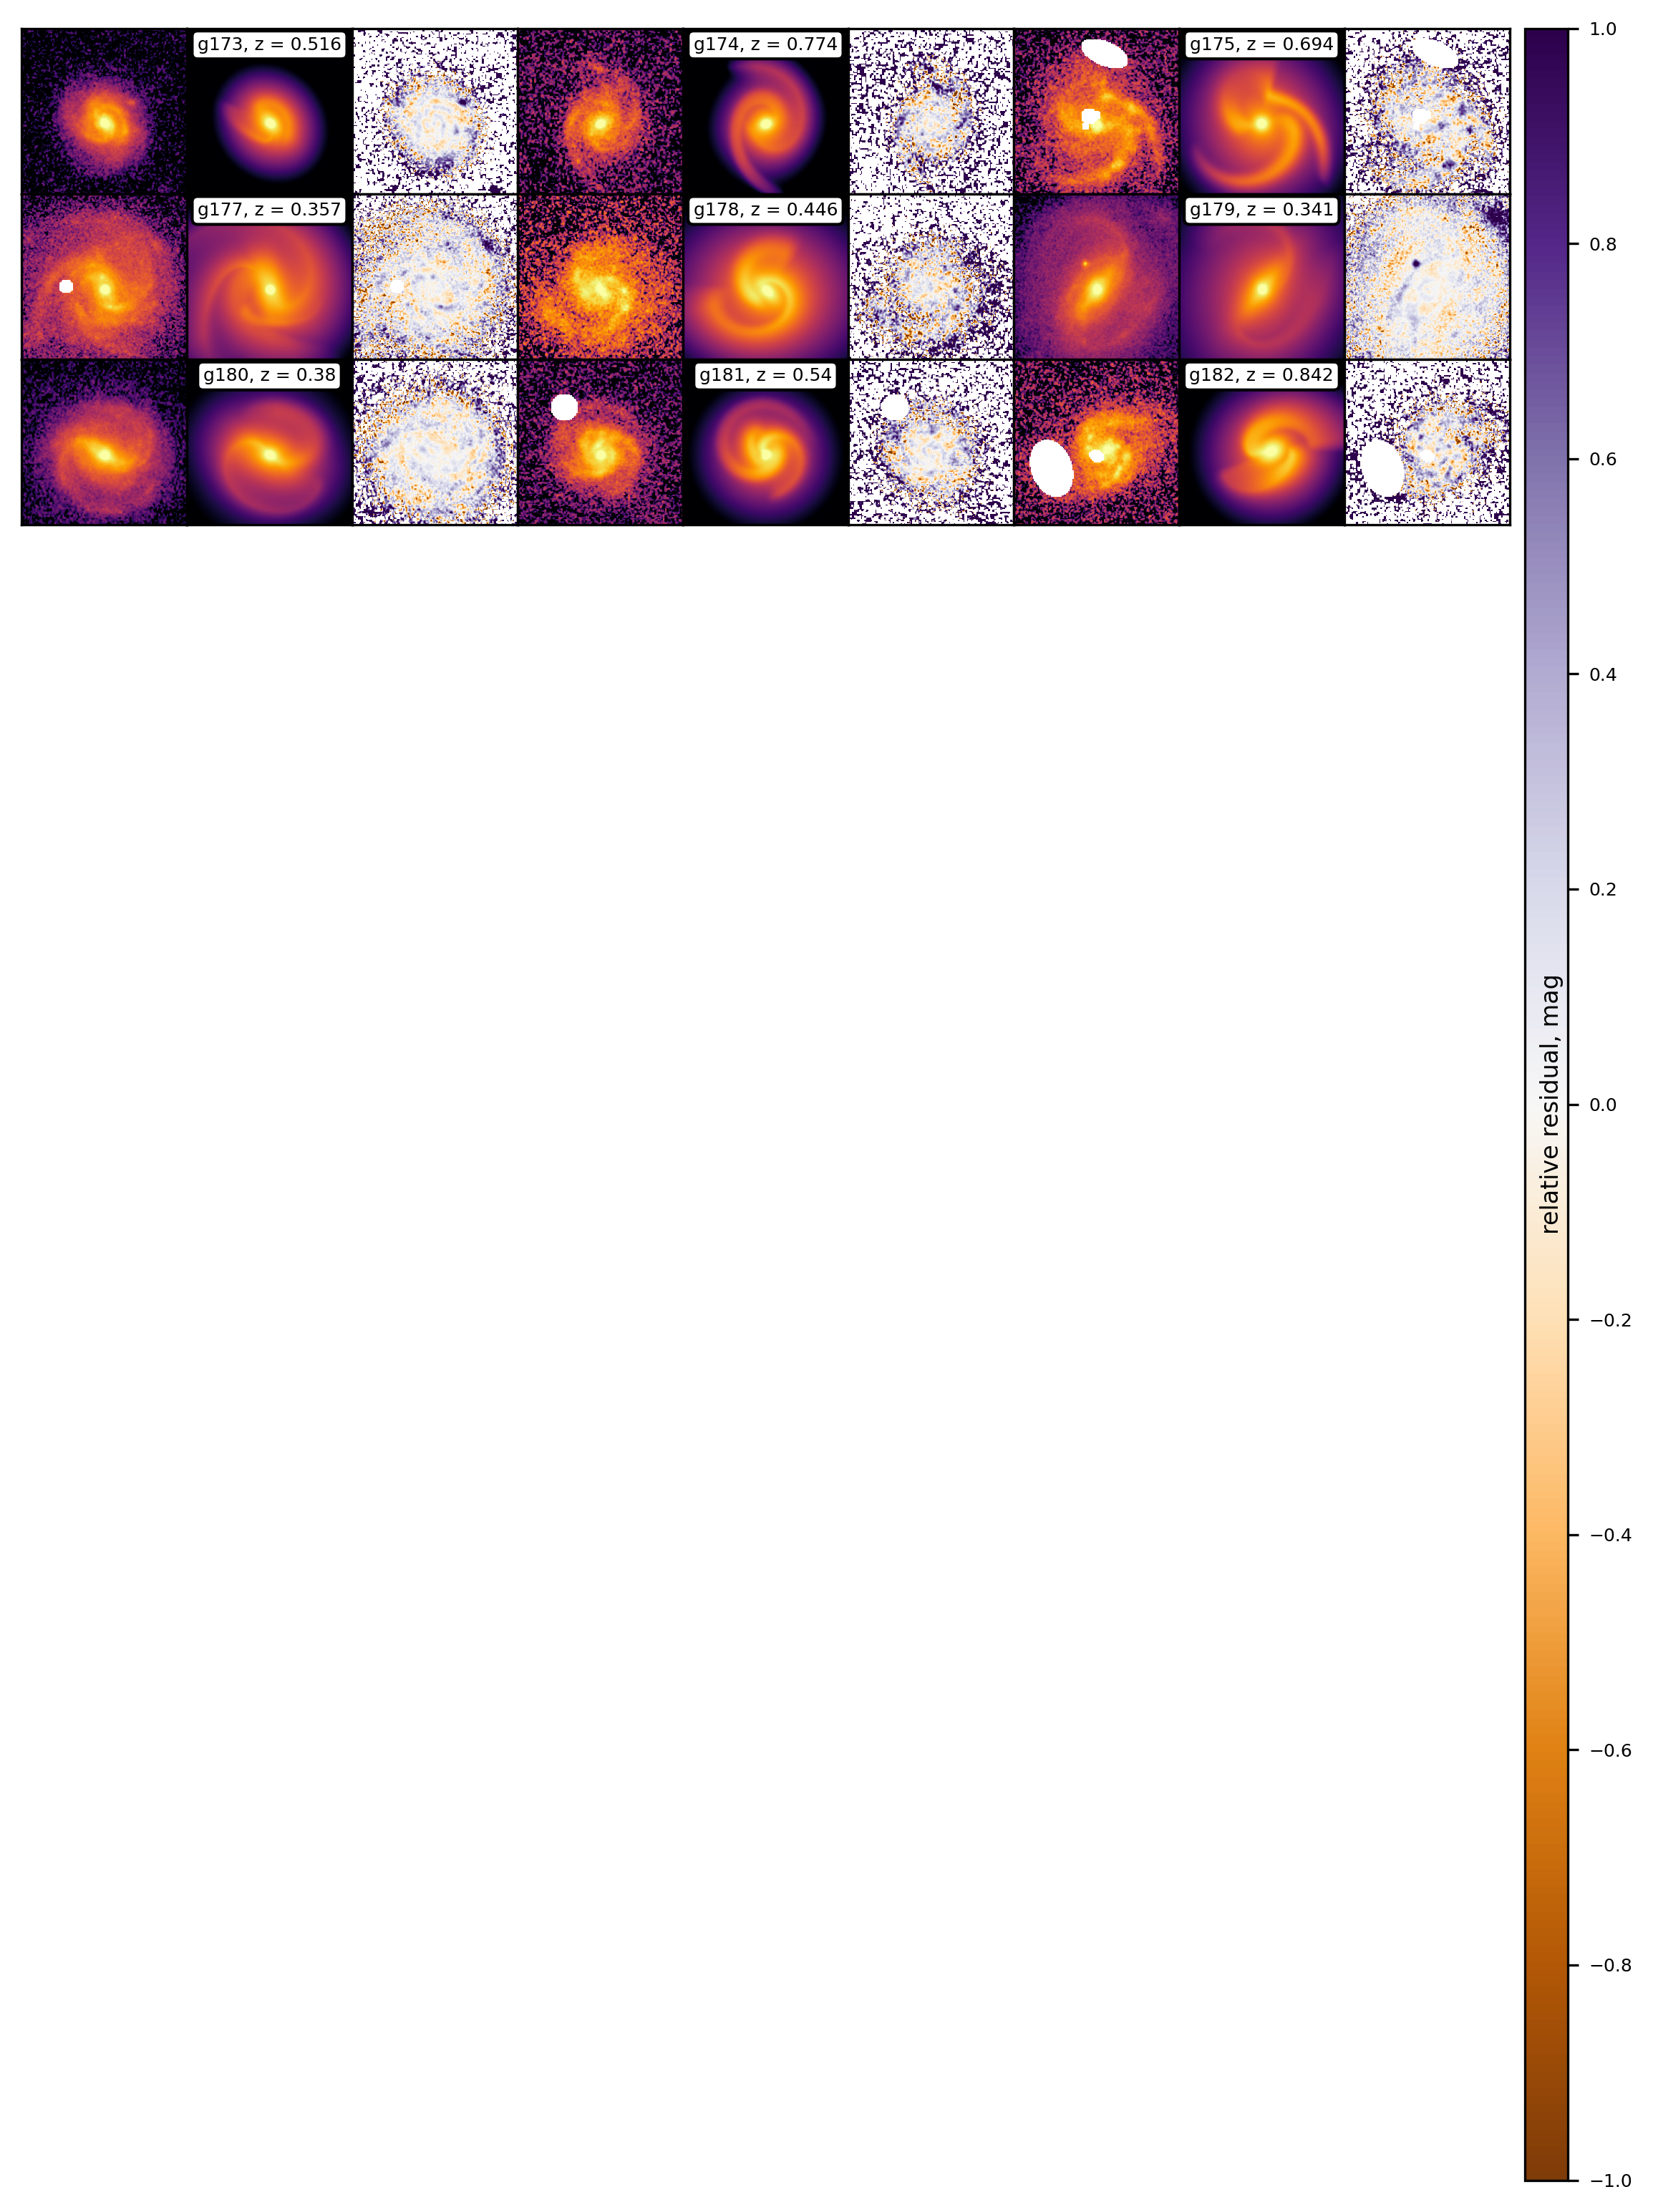 g173, z = 0.516
g174, z = 0.774
g175, z = 0.694
g177, z = 0.357
g178, z = 0.446
g179, z = 0.341
g180, z = 0.38
g181, z = 0.54
g182, z = 0.842
1.0
0.8
0.6
0.4
0.2
0.0
−0.2
−0.4
−0.6
−0.8
−1.0
relative residual, mag